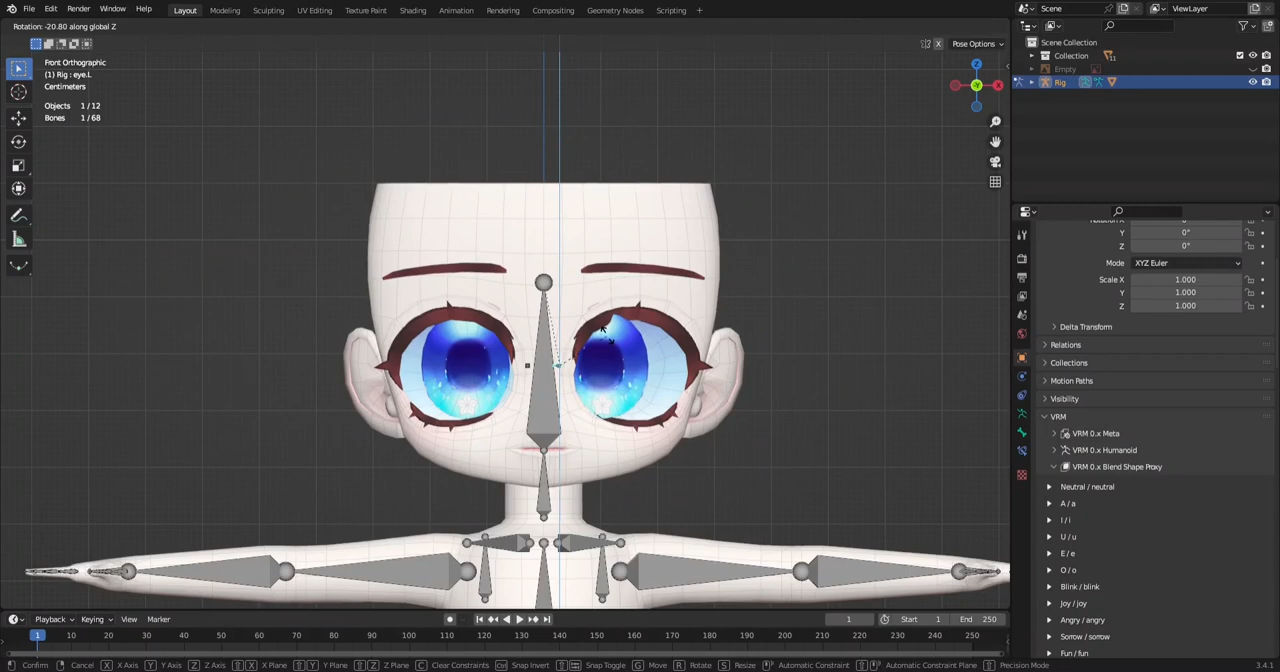 File Edit Render Window Help Layout Modeling Sculpting UV Editing Texture Paint Shading Animation Rendering Compositing Geometry Nodes Scripting + Scene ViewLayer
Rotation: -20.80 along global Z
X Pose Options
Front Orthographic
(1) Rig : eye.L
Centimeters
Objects 1 / 12
Bones 1 / 68
Z
X
Scene Collection
Collection 11
Empty
Rig
Y 0°
Z 0°
Mode XYZ Euler
Scale X 1.000
Y 1.000
Z 1.000
Delta Transform
Relations
Collections
Motion Paths
Visibility
VRM
VRM 0.x Meta
VRM 0.x Humanoid
VRM 0.x Blend Shape Proxy
Neutral / neutral
A / a
I / i
U / u
E / e
O / o
Blink / blink
Joy / joy
Angry / angry
Sorrow / sorrow
Fun / fun
Playback Keying View Marker 1 Start 1 End 250
1 10 20 30 40 50 60 70 80 90 100 110 120 130 140 150 160 170 180 190 200 210 220 230 240 250
Confirm Cancel X X Axis Y Y Axis Z Z Axis X X Plane Y Y Plane Z Z Plane C Clear Constraints Ctrl Snap Invert Snap Toggle G Move R Rotate S Resize Automatic Constraint Automatic Constraint Plane Precision Mode 3.4.1